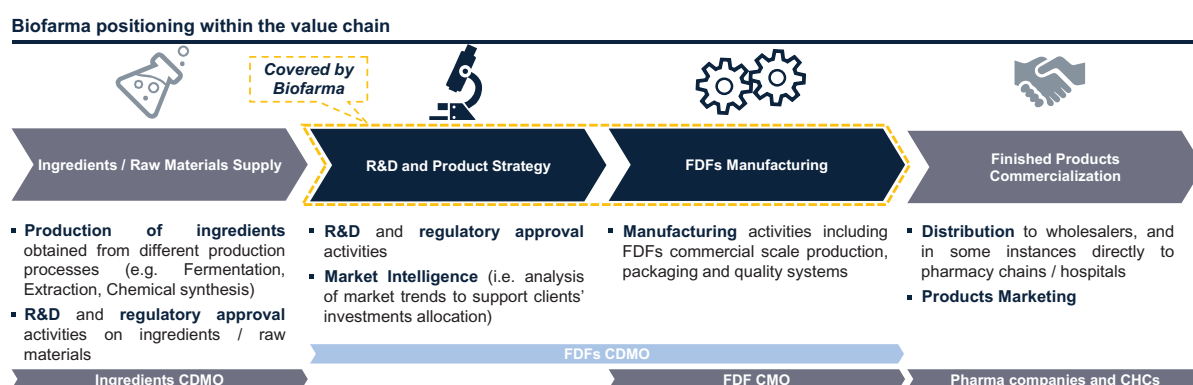 Biofarma positioning within the value chain
Covered by
Biofarma
Ingredients / Raw Materials Supply
R&D and Product Strategy
FDFs Manufacturing
Finished Products
Commercialization
▪ Production of ingredients
obtained from different production
processes (e.g. Fermentation,
Extraction, Chemical synthesis)
▪ R&D and regulatory approval
activities on ingredients / raw
materials
▪ R&D and regulatory approval
activities
▪ Market Intelligence (i.e. analysis
of market trends to support clients’
investments allocation)
▪ Manufacturing activities including
FDFs commercial scale production,
packaging and quality systems
▪ Distribution to wholesalers, and
in some instances directly to
pharmacy chains / hospitals
▪ Products Marketing
FDFs CDMO
Ingredients CDMO
FDF CMO
Pharma companies and CHCs